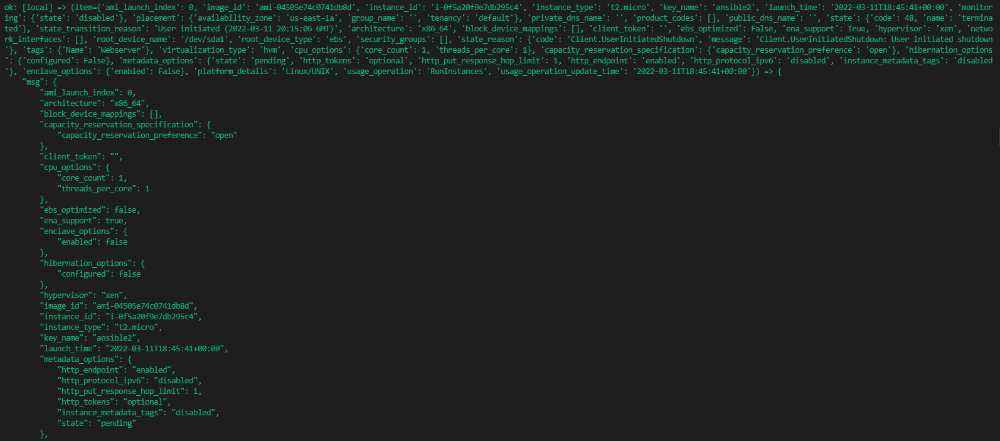 ok: [local] => (item={'ami_launch_index': 0, 'image_id': 'ami-04505e74c0741db8d', 'instance_id': 'i-0f5a20f9e7db295c4', 'instance_type': 't2.micro', 'key_name': 'ansible2', 'launch_time': '2022-03-11T18:45:41+00:00', 'monitor
ing': {'state': 'disabled'}, 'placement': {'availability_zone': 'us-east-1a', 'group_name': '', 'tenancy': 'default'}, 'private_dns_name': '', 'product_codes': [], 'public_dns_name': '', 'state': {'code': 48, 'name': 'termina
ted'}, 'state_transition_reason': 'User initiated (2022-03-11 20:15:06 GMT)', 'architecture': 'x86_64', 'block_device_mappings': [], 'client_token': '', 'ebs_optimized': False, 'ena_support': True, 'hypervisor': 'xen', 'netwo
rk_interfaces': [], 'root_device_name': '/dev/sda1', 'root_device_type': 'ebs', 'security_groups': [], 'state_reason': {'code': 'Client.UserInitiatedShutdown', 'message': 'Client.UserInitiatedShutdown: User initiated shutdown
'}, 'tags': {'Name': 'Webserver'}, 'virtualization_type': 'hvm', 'cpu_options': {'core_count': 1, 'threads_per_core': 1}, 'capacity_reservation_specification': {'capacity_reservation_preference': 'open'}, 'hibernation_options
': {'configured': False}, 'metadata_options': {'state': 'pending', 'http_tokens': 'optional', 'http_put_response_hop_limit': 1, 'http_endpoint': 'enabled', 'http_protocol_ipv6': 'disabled', 'instance_metadata_tags': 'disabled
'}, 'enclave_options': {'enabled': False}, 'platform_details': 'Linux/UNIX', 'usage_operation': 'RunInstances', 'usage_operation_update_time': '2022-03-11T18:45:41+00:00'}) => {
    "msg": {
        "ami_launch_index": 0,
        "architecture": "x86_64",
        "block_device_mappings": [],
        "capacity_reservation_specification": {
            "capacity_reservation_preference": "open"
        },
        "client_token": "",
        "cpu_options": {
            "core_count": 1,
            "threads_per_core": 1
        },
        "ebs_optimized": false,
        "ena_support": true,
        "enclave_options": {
            "enabled": false
        },
        "hibernation_options": {
            "configured": false
        },
        "hypervisor": "xen",
        "image_id": "ami-04505e74c0741db8d",
        "instance_id": "i-0f5a20f9e7db295c4",
        "instance_type": "t2.micro",
        "key_name": "ansible2",
        "launch_time": "2022-03-11T18:45:41+00:00",
        "metadata_options": {
            "http_endpoint": "enabled",
            "http_protocol_ipv6": "disabled",
            "http_put_response_hop_limit": 1,
            "http_tokens": "optional",
            "instance_metadata_tags": "disabled",
            "state": "pending"
        },